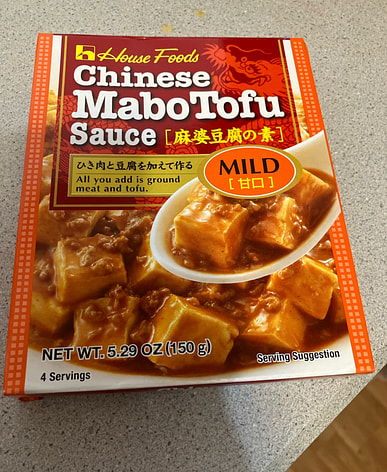 House Foods
Chinese
MaboTofu
Sauce [麻婆豆腐の素]
ひき肉と豆腐を加えて作る
All you add is ground
meat and tofu.
MILD
[甘口]
NET WT. 5.29 OZ (150 g)
Serving Suggestion
4 Servings